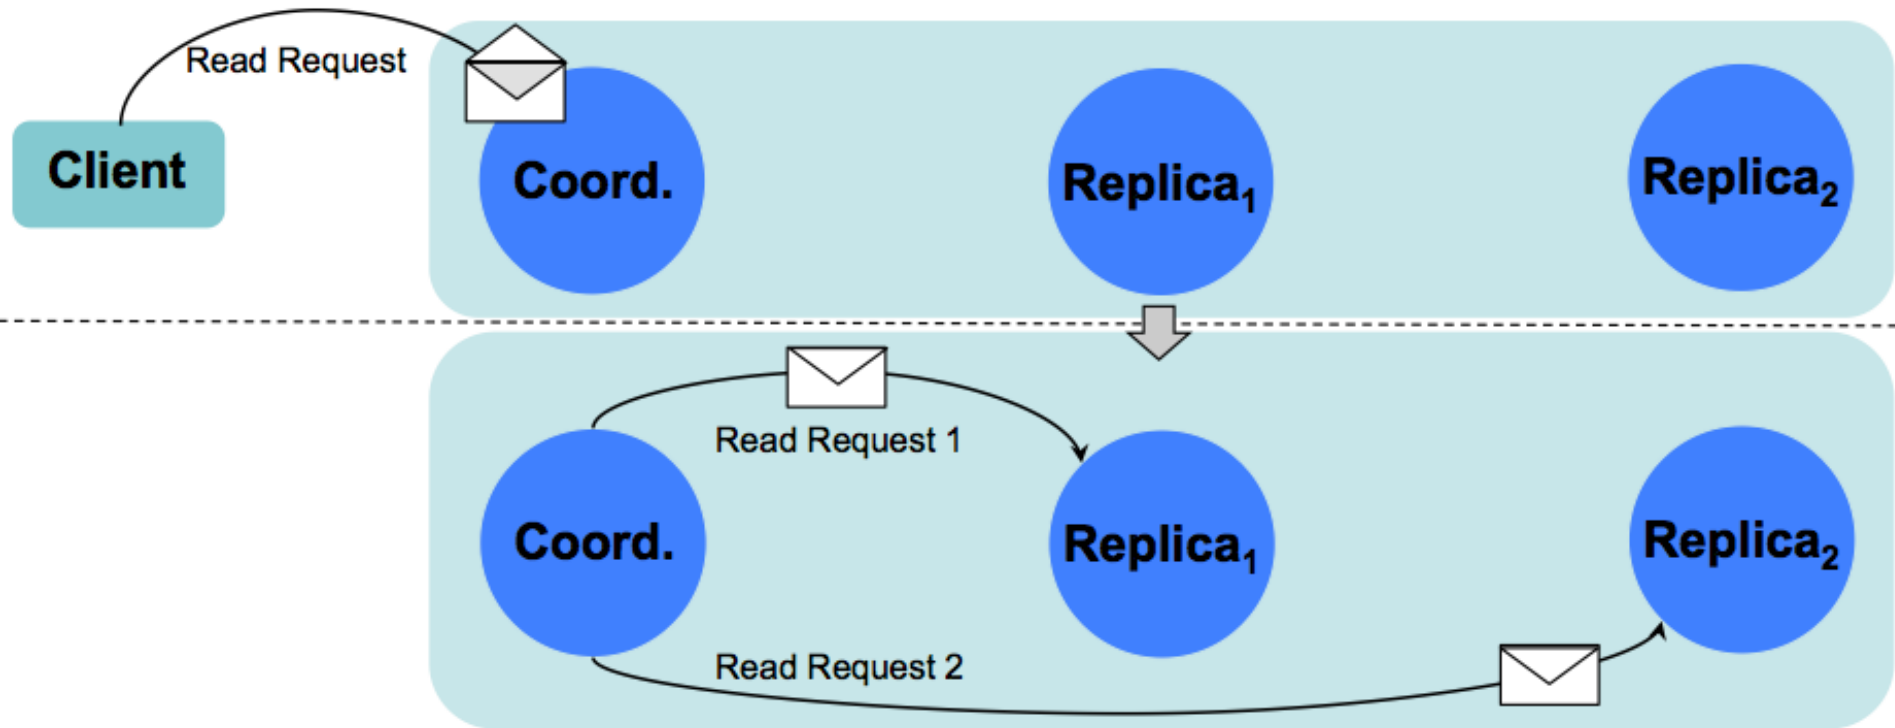 Read Request
Client
Coord.
Replica₁
Replica₂
Read Request 1
Coord.
Replica₁
Replica₂
Read Request 2